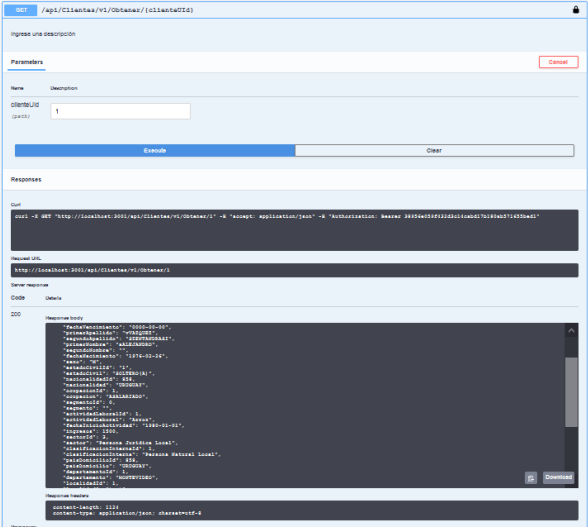 GET /api/Clientes/v1/Obtener/{clienteUId}
Ingrese una descripción
Parameters
Cancel
Name Description
clienteUId
(path)
1
Execute Clear
Responses
Curl
curl -X GET "http://localhost:3001/api/Clientes/v1/Obtener/1" -H "accept: application/json" -H "Authorization: Bearer
Request URL
http://localhost:3001/api/Clientes/v1/Obtener/1
Server response
Code Details
200
Response body
"fechaVencimiento": "0000-00-00",
"primerApellido": "vVAZQUEZ",
"segundoApellido":
"primerNombre": "aALEJANDRO",
"segundoNombre": "",
"fechaNacimiento": "1976-02-26",
"sexo": "M",
"estadoCivilId": "1",
"estadoCivil": "SOLTERO(A)",
"nacionalidadId": 858,
"nacionalidad": "URUGUAY",
"ocupacionId": 1,
"ocupacion": "ASALARIADO",
"segmentoId": 0,
"segmento": "",
"actividadLaboralId": 1,
"actividadLaboral": "Arroz",
"fechaInicioActividad": "1980-01-01",
"ingresos": 1500,
"sectorId": 3,
"sector": "Persona Jurídica Local",
"clasificacionInternaId": 1,
"clasificacionInterna": "Persona Natural Local",
"paisDomicilioId": 858,
"paisDomicilio": "URUGUAY",
"departamentoId": 1,
"departamento": "MONTEVIDEO",
"localidadId": 1,
Download
Response headers
content-length: 1134
content-type: application/json; charset=utf-8
Responses